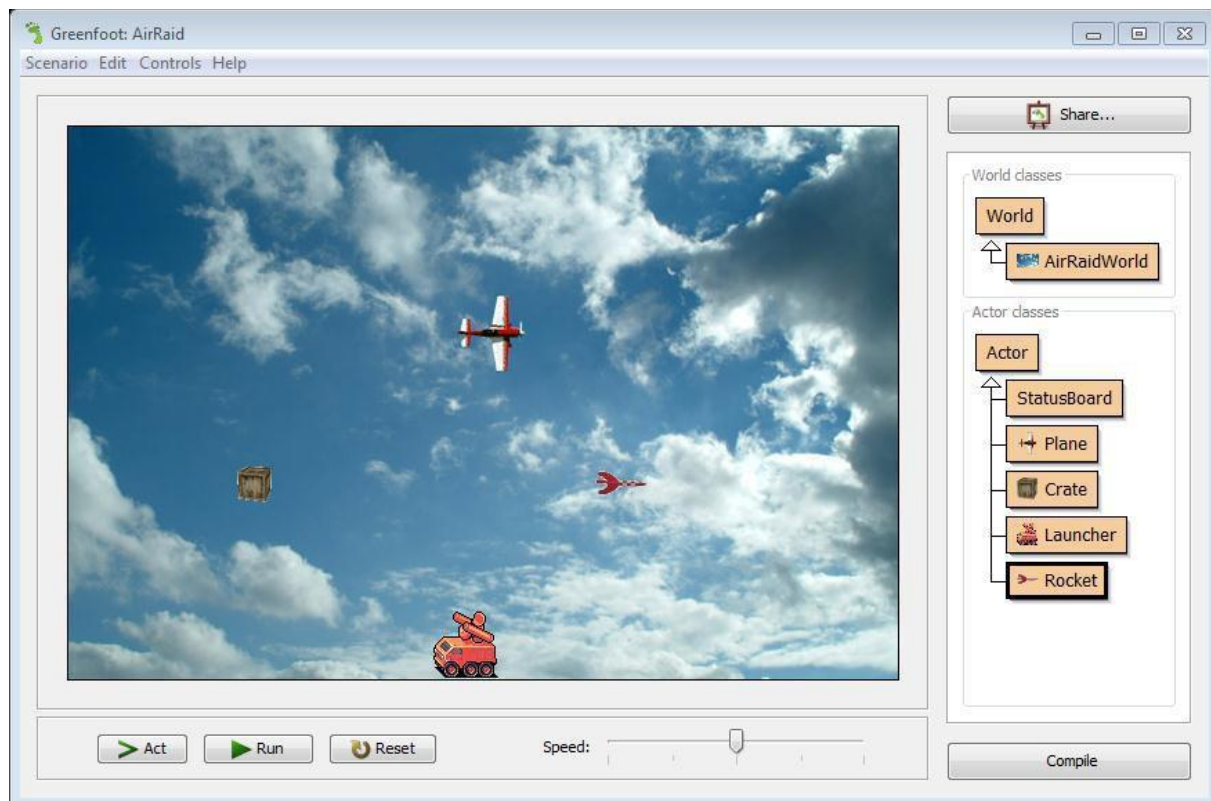 Greenfoot: AirRaid
Scenario Edit Controls Help
Share...
World classes
World
AirRaidWorld
Actor classes
Actor
StatusBoard
Plane
Crate
Launcher
Rocket
Act Run Reset Speed:
Compile